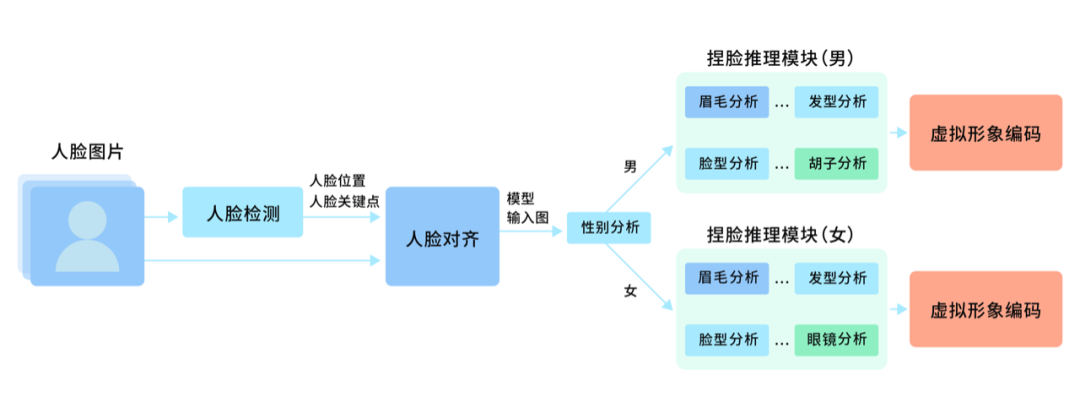 人脸图片
人脸检测
人脸位置
人脸关键点
人脸对齐
模型
输入图
性别分析
男
捏脸推理模块(男)
眉毛分析 ... 发型分析
脸型分析 ... 胡子分析
虚拟形象编码
女
捏脸推理模块(女)
眉毛分析 ... 发型分析
脸型分析 ... 眼镜分析
虚拟形象编码